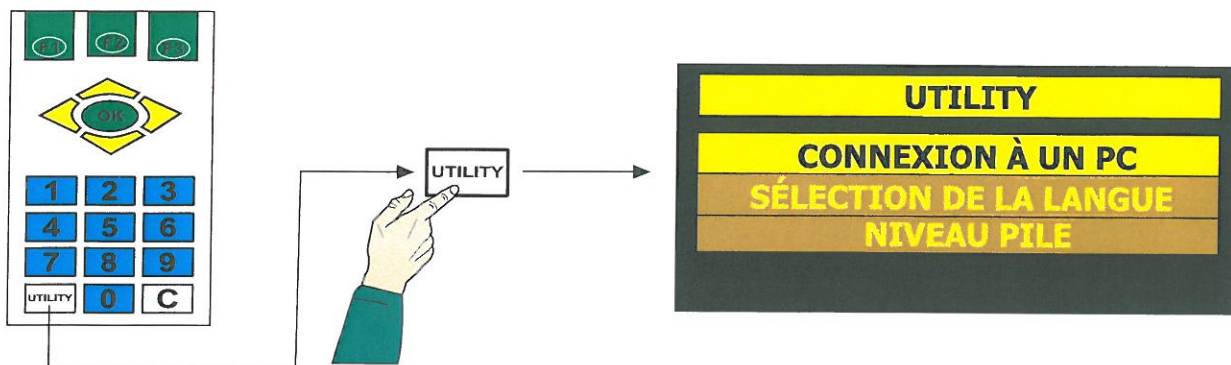 F1 F2 F3
OK
1 2 3
4 5 6
7 8 9
UTILITY 0 C
UTILITY
UTILITY
CONNEXION À UN PC
SÉLECTION DE LA LANGUE
NIVEAU PILE